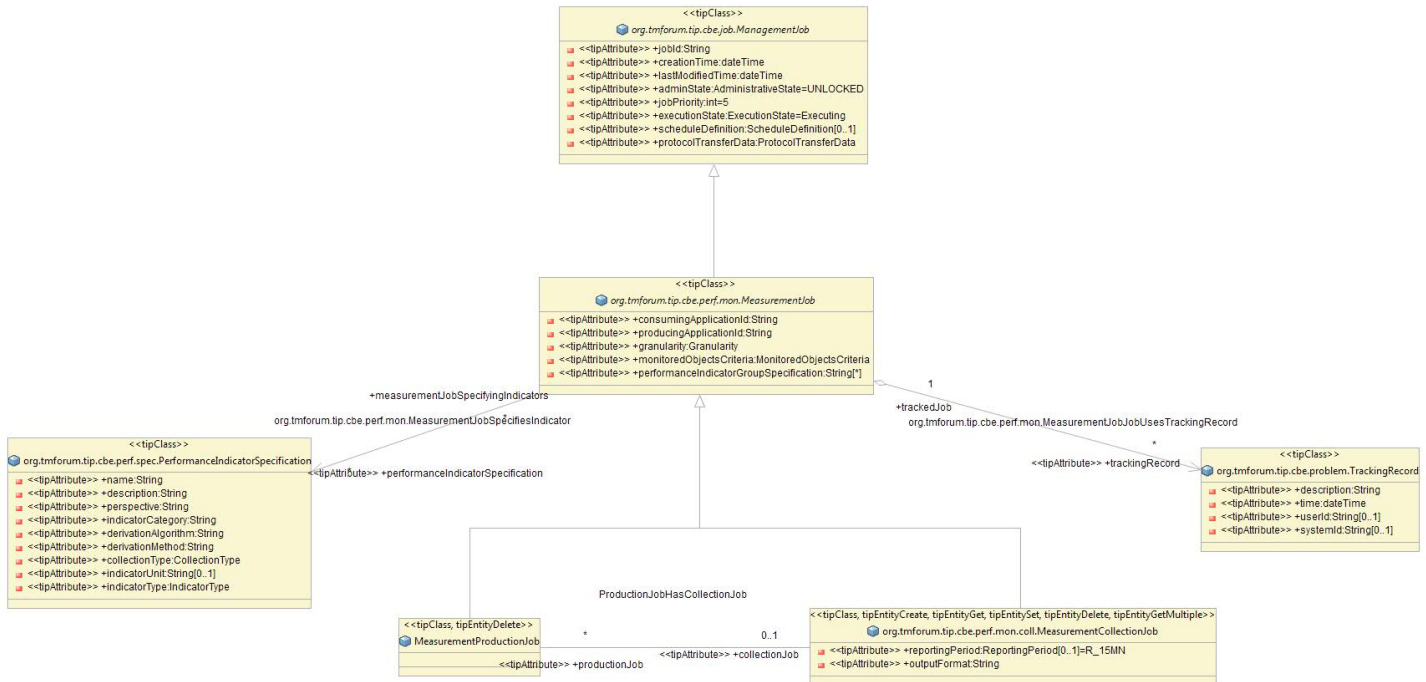 <<tipClass>>
org.tmforum.tip.cbe.job.ManagementJob
<<tipAttribute>> +jobId:String
<<tipAttribute>> +creationTime:dateTime
<<tipAttribute>> +lastModifiedTime:dateTime
<<tipAttribute>> +adminState:AdministrativeState=UNLOCKED
<<tipAttribute>> +jobPriority:int=5
<<tipAttribute>> +executionState:ExecutionState=Executing
<<tipAttribute>> +scheduleDefinition:ScheduleDefinition[0..1]
<<tipAttribute>> +protocolTransferData:ProtocolTransferData
<<tipClass>>
org.tmforum.tip.cbe.perf.mon.MeasurementJob
<<tipAttribute>> +consumingApplicationId:String
<<tipAttribute>> +producingApplicationId:String
<<tipAttribute>> +granularity:Granularity
<<tipAttribute>> +monitoredObjectsCriteria:MonitoredObjectsCriteria
<<tipAttribute>> +performanceIndicatorGroupSpecification:String[*]
+measurementJobSpecifyingIndicators
*
org.tmforum.tip.cbe.perf.mon.MeasurementJobSpecifiesIndicator
*
<<tipAttribute>> +performanceIndicatorSpecification
1
+trackedJob
org.tmforum.tip.cbe.perf.mon.MeasurementJobJobUsesTrackingRecord
*
<<tipAttribute>> +trackingRecord
<<tipClass>>
org.tmforum.tip.cbe.perf.spec.PerformanceIndicatorSpecification
<<tipAttribute>> +name:String
<<tipAttribute>> +description:String
<<tipAttribute>> +perspective:String
<<tipAttribute>> +indicatorCategory:String
<<tipAttribute>> +derivationAlgorithm:String
<<tipAttribute>> +derivationMethod:String
<<tipAttribute>> +collectionType:CollectionType
<<tipAttribute>> +indicatorUnit:String[0..1]
<<tipAttribute>> +indicatorType:IndicatorType
<<tipClass>>
org.tmforum.tip.cbe.problem.TrackingRecord
<<tipAttribute>> +description:String
<<tipAttribute>> +time:dateTime
<<tipAttribute>> +userId:String[0..1]
<<tipAttribute>> +systemId:String[0..1]
ProductionJobHasCollectionJob
<<tipClass, tipEntityDelete>>
MeasurementProductionJob
*
<<tipAttribute>> +productionJob
0..1
<<tipAttribute>> +collectionJob
<<tipClass, tipEntityCreate, tipEntityGet, tipEntitySet, tipEntityDelete, tipEntityGetMultiple>>
org.tmforum.tip.cbe.perf.mon.coll.MeasurementCollectionJob
<<tipAttribute>> +reportingPeriod:ReportingPeriod[0..1]=R_15MN
<<tipAttribute>> +outputFormat:String